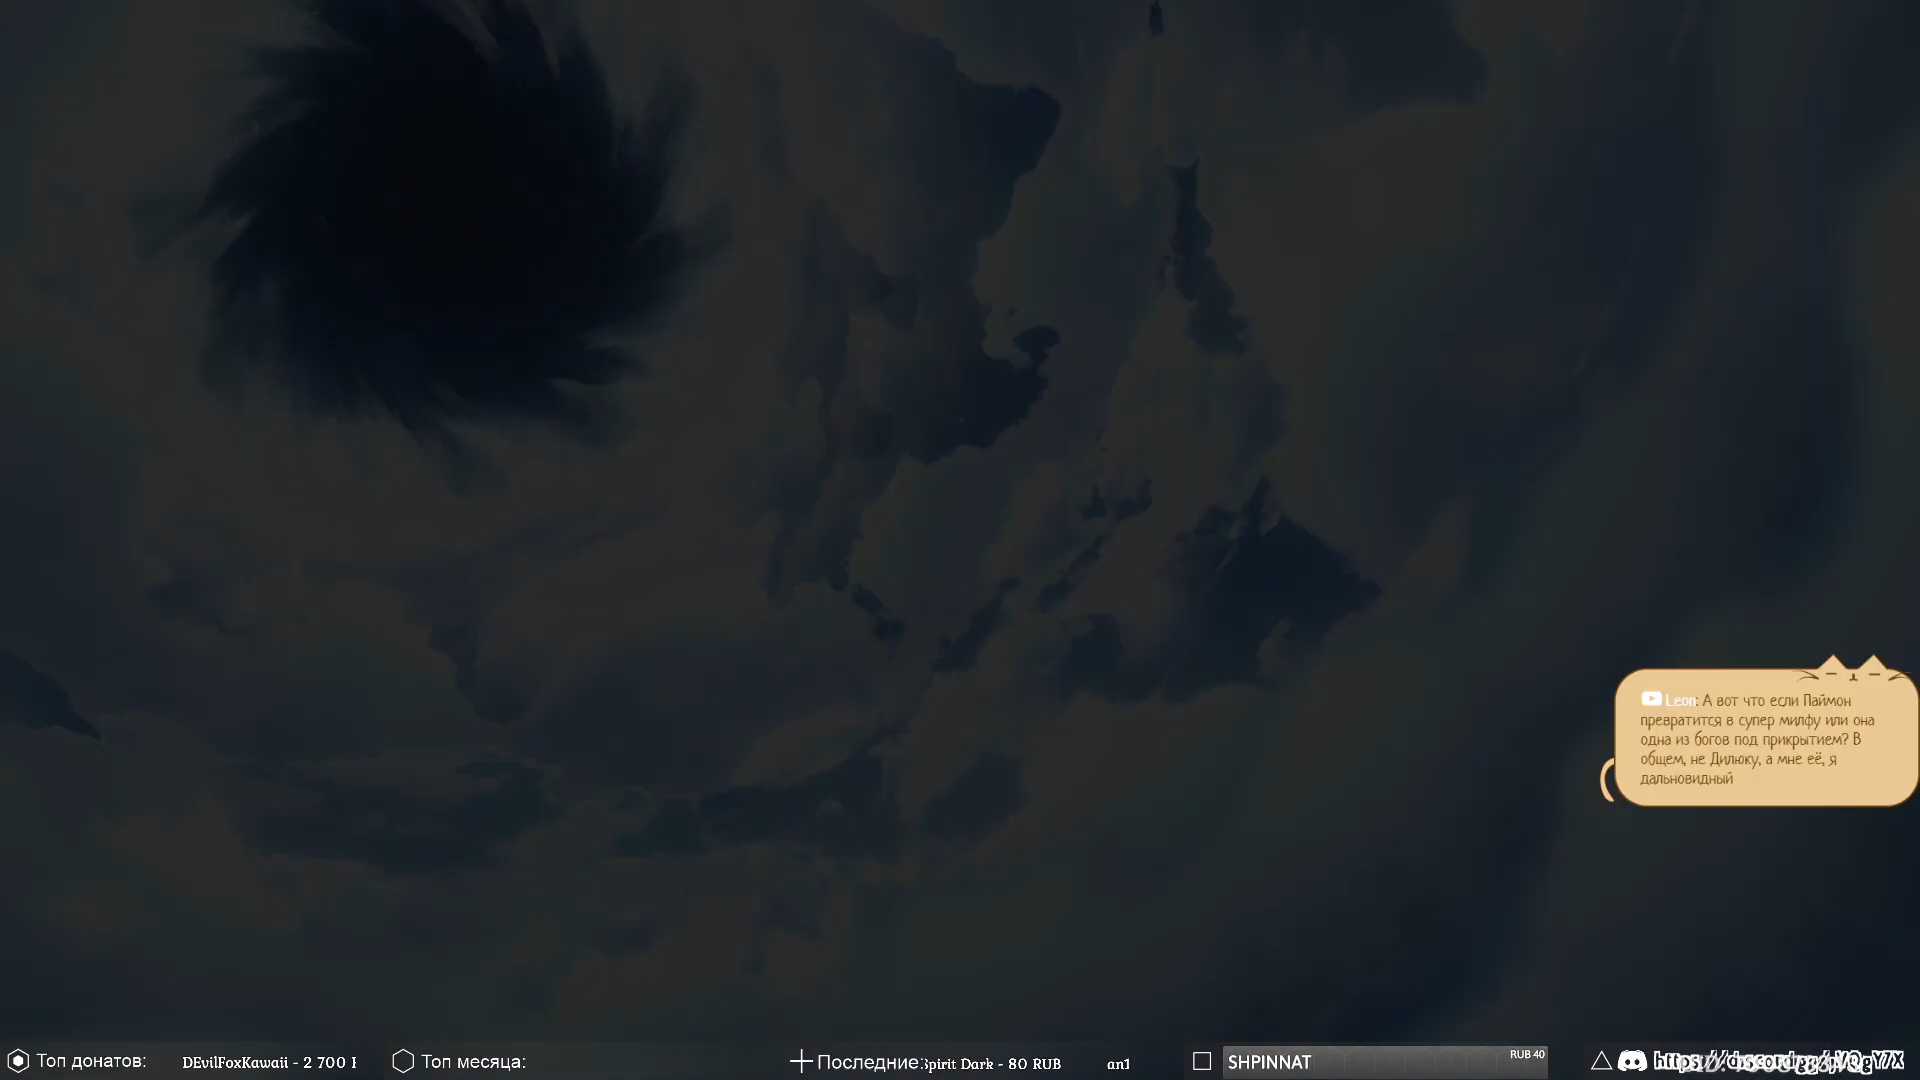 Leon: А вот что если Паймон
превратится в супер милфу или она
одна из богов под прикрытием? В
общем, не Дилюку, а мне её, я
дальновидный
Топ донатов: DEvilFoxKawaii - 2 700
Топ месяца:
Последние: Spirit Dark - 80 RUB an1
SHPINNAT RUB 40